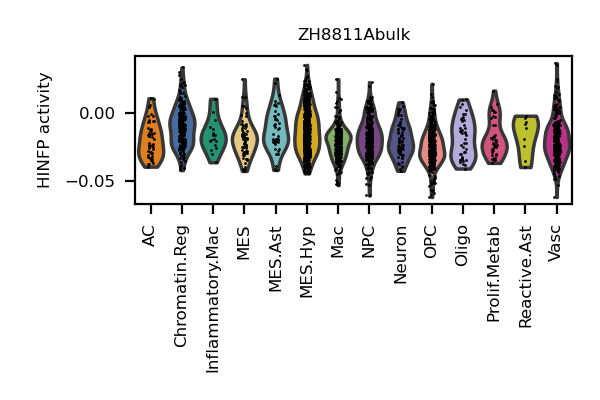 ZH8811Abulk
HINFP activity
0.00
−0.05
AC
Chromatin.Reg
Inflammatory.Mac
MES
MES.Ast
MES.Hyp
Mac
NPC
Neuron
OPC
Oligo
Prolif.Metab
Reactive.Ast
Vasc